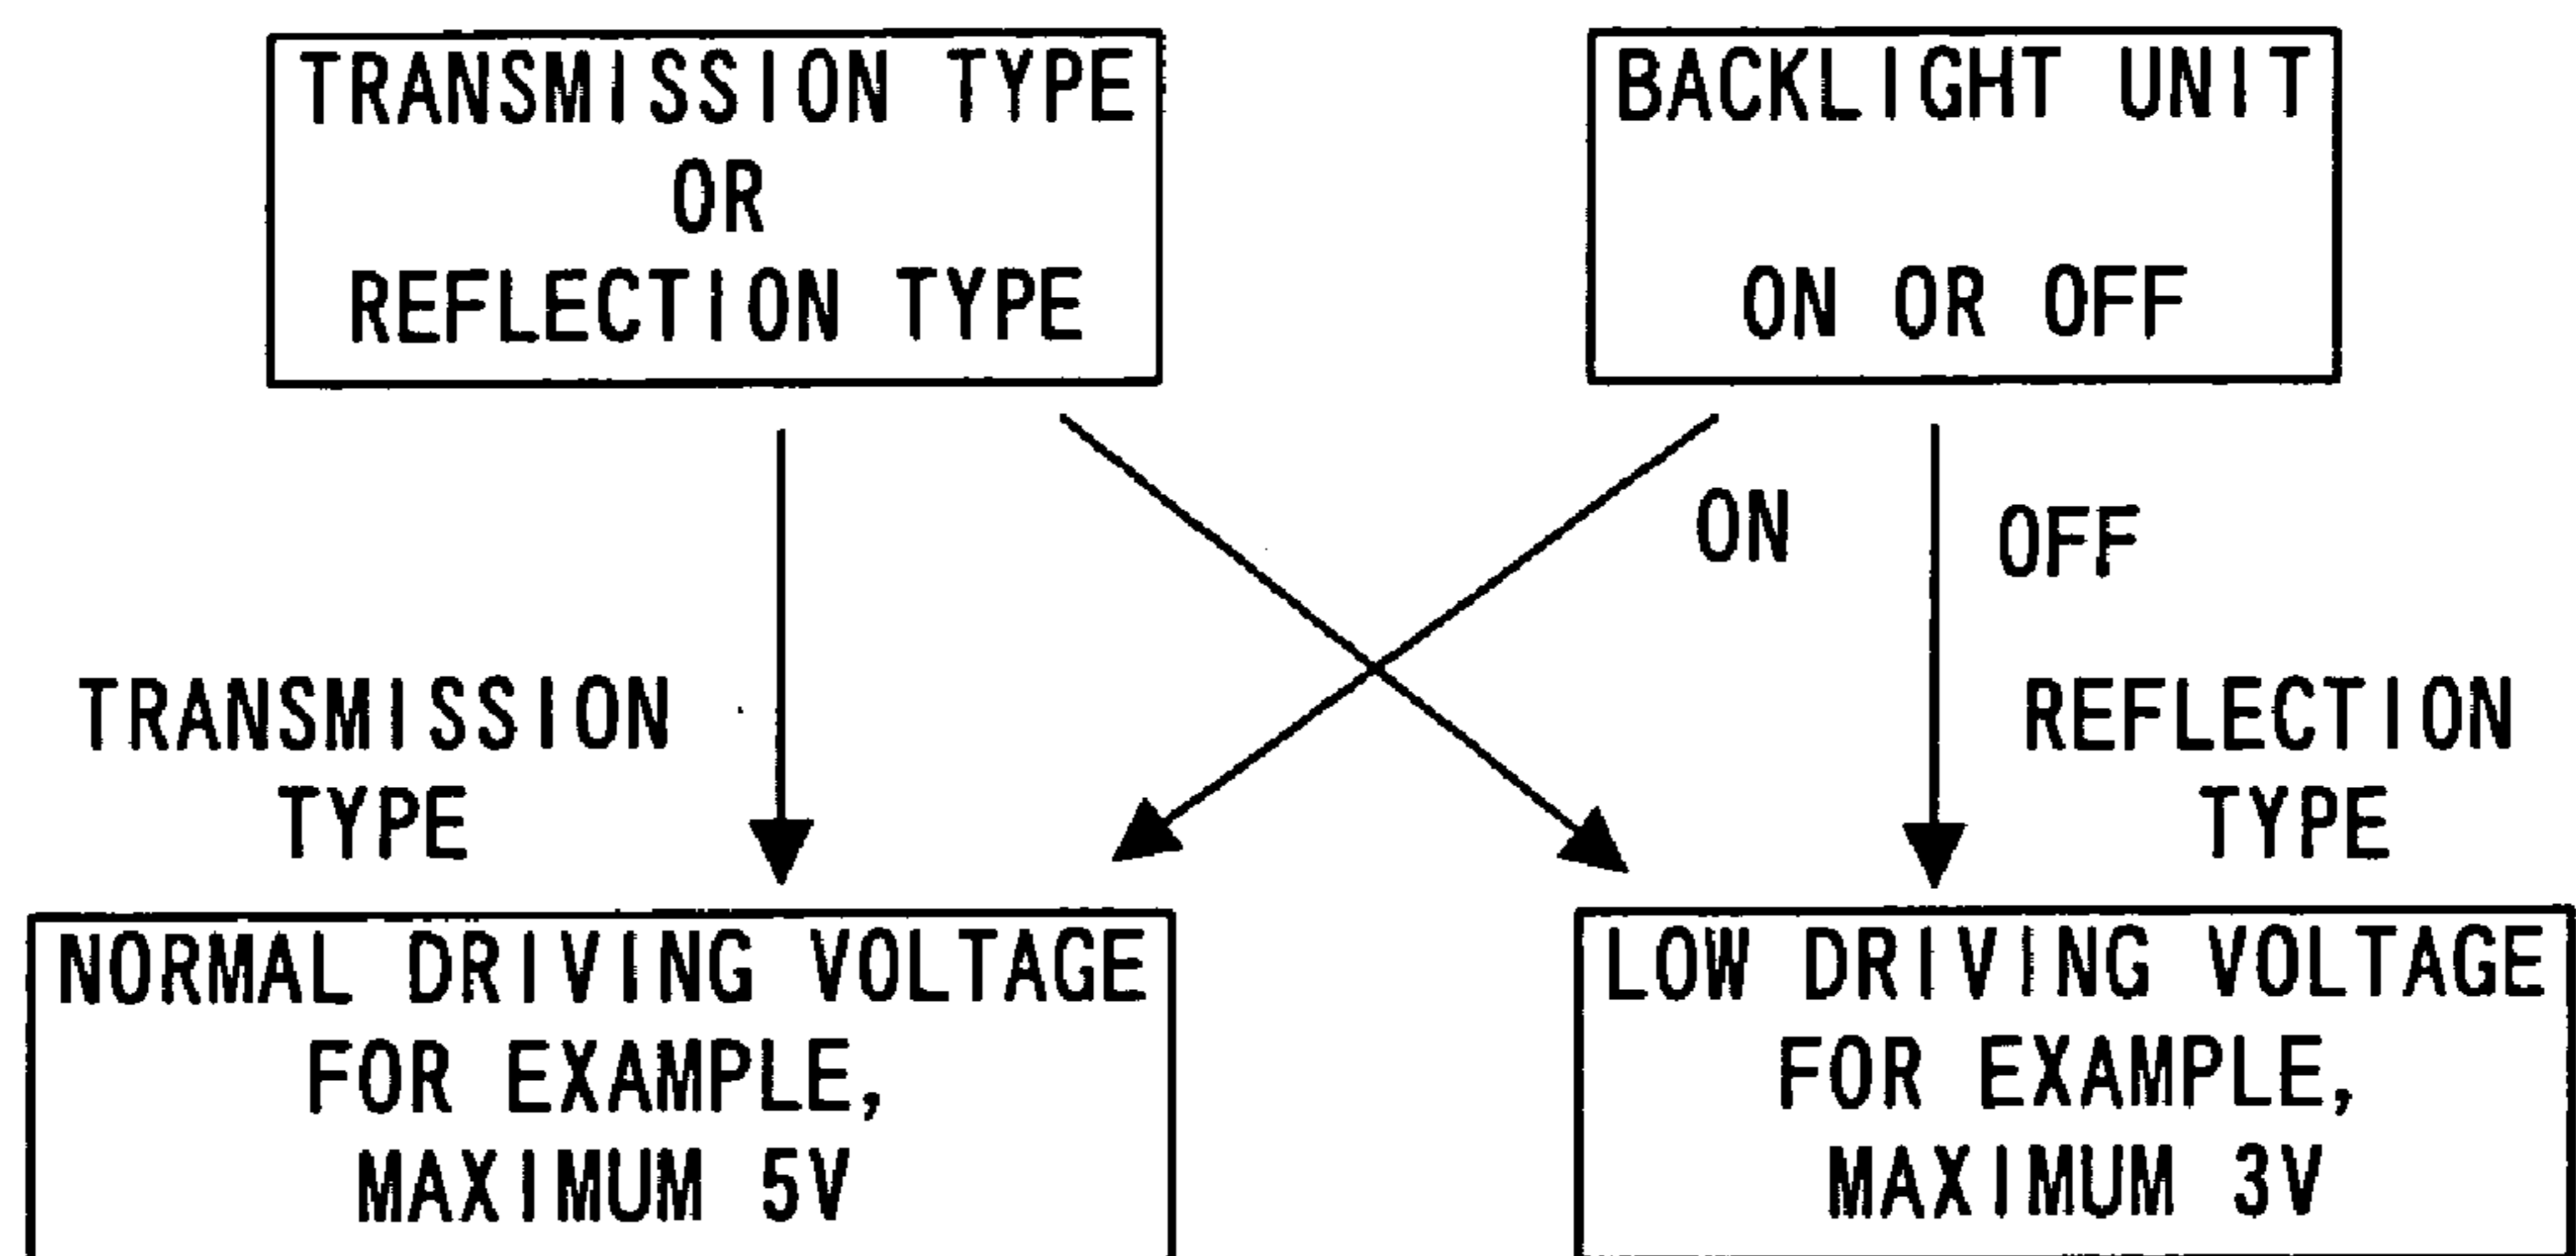 TRANSMISSION TYPE
OR
REFLECTION TYPE
BACKLIGHT UNIT
ON OR OFF
ON
OFF
TRANSMISSION
TYPE
REFLECTION
TYPE
NORMAL DRIVING VOLTAGE
FOR EXAMPLE,
MAXIMUM 5V
LOW DRIVING VOLTAGE
FOR EXAMPLE,
MAXIMUM 3V